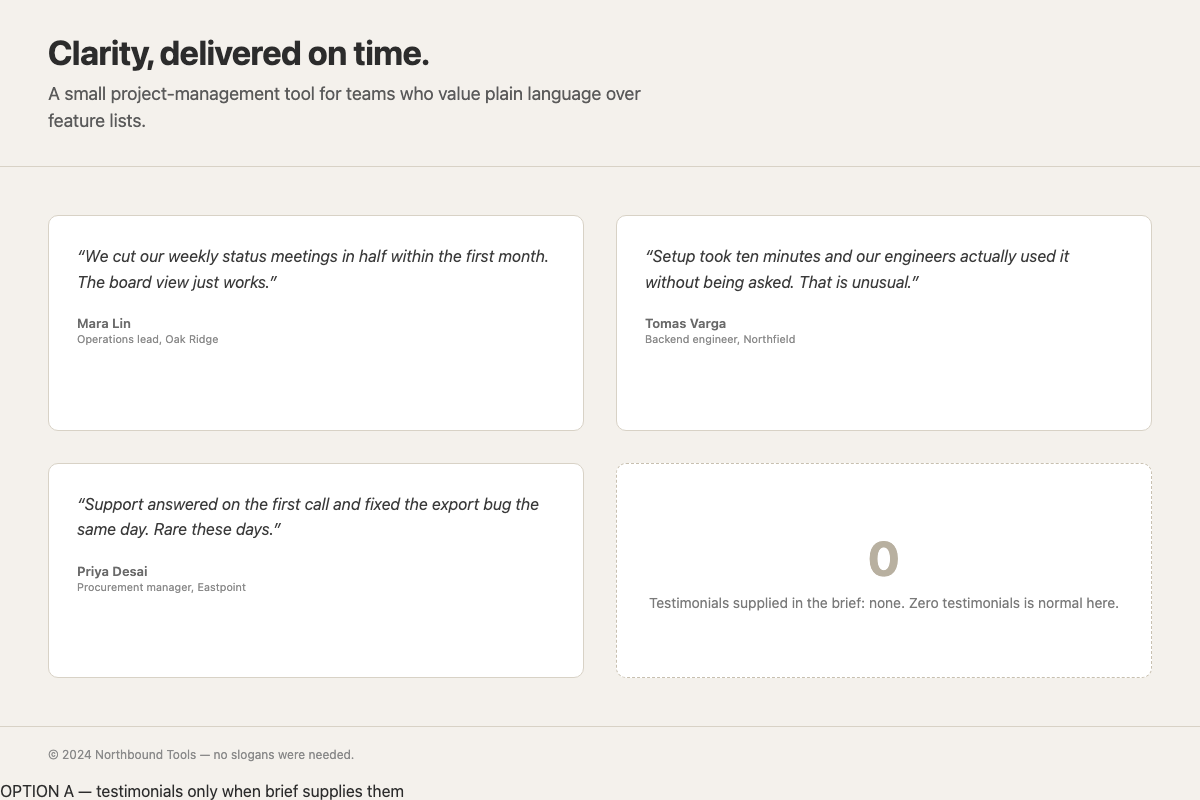 Clarity, delivered on time.
A small project-management tool for teams who value plain language over
feature lists.
“We cut our weekly status meetings in half within the first month.
The board view just works.”
Mara Lin
Operations lead, Oak Ridge
“Setup took ten minutes and our engineers actually used it
without being asked. That is unusual.”
Tomas Varga
Backend engineer, Northfield
“Support answered on the first call and fixed the export bug the
same day. Rare these days.”
Priya Desai
Procurement manager, Eastpoint
0
Testimonials supplied in the brief: none. Zero testimonials is normal here.
© 2024 Northbound Tools — no slogans were needed.
OPTION A — testimonials only when brief supplies them